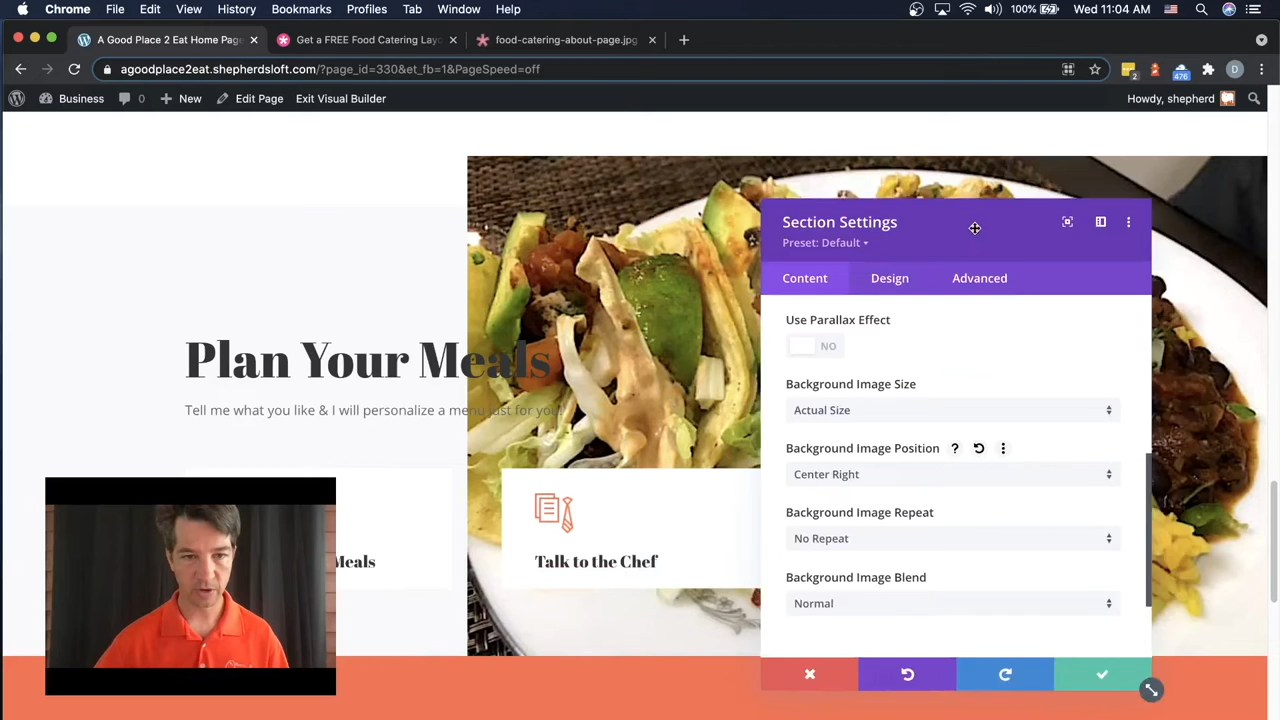 Chrome File Edit View History Bookmarks Profiles Tab Window Help 100% Wed 11:04 AM
A Good Place 2 Eat Home Page
Get a FREE Food Catering Layo
food-catering-about-page.jpg
agoodplace2eat.shepherdsloft.com/?page_id=330&et_fb=1&PageSpeed=off
2
476
D
Business 0 New Edit Page Exit Visual Builder Howdy, shepherd
Section Settings
Preset: Default
Content Design Advanced
Use Parallax Effect
NO
Background Image Size
Actual Size
Background Image Position ?
Center Right
Background Image Repeat
No Repeat
Background Image Blend
Normal
Plan Your Meals
Tell me what you like & I will personalize a menu just for you!
Meals
Talk to the Chef